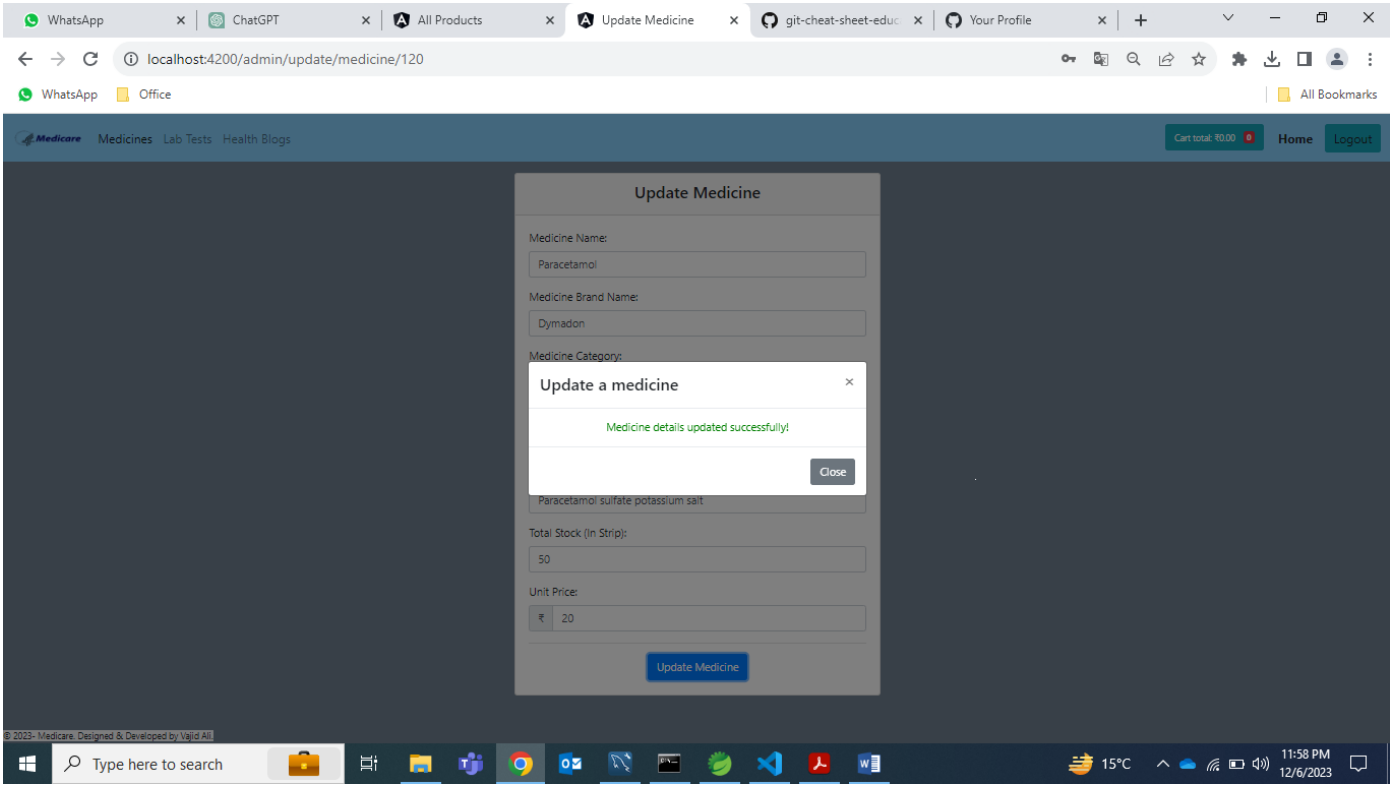 WhatsApp
ChatGPT
All Products
Update Medicine
git-cheat-sheet-educ
Your Profile
localhost:4200/admin/update/medicine/120
WhatsApp
Office
All Bookmarks
Medicare Medicines Lab Tests Health Blogs
Cart total: ₹0.00 0
Home
Logout
Update Medicine
Medicine Name:
Paracetamol
Medicine Brand Name:
Dymadon
Medicine Category:
Update a medicine
×
Medicine details updated successfully!
Close
Paracetamol sulfate potassium salt
Total Stock (In Strip):
50
Unit Price:
₹ 20
Update Medicine
© 2023- Medicare. Designed & Developed by Vajid Ali.
Type here to search
15°C
11:58 PM
12/6/2023